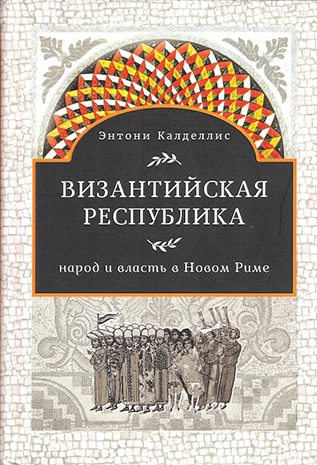 Энтони Калделлис
ВИЗАНТИЙСКАЯ
РЕСПУБЛИКА
народ и власть в Новом Риме